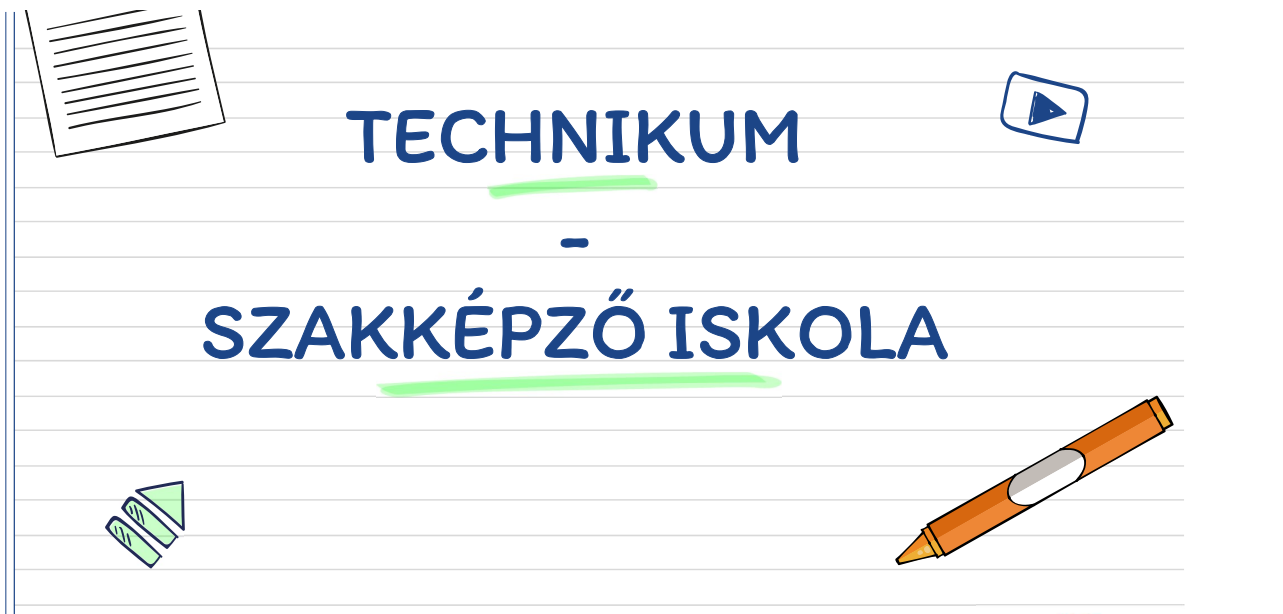 TECHNIKUM
-
SZAKKÉPZŐ ISKOLA